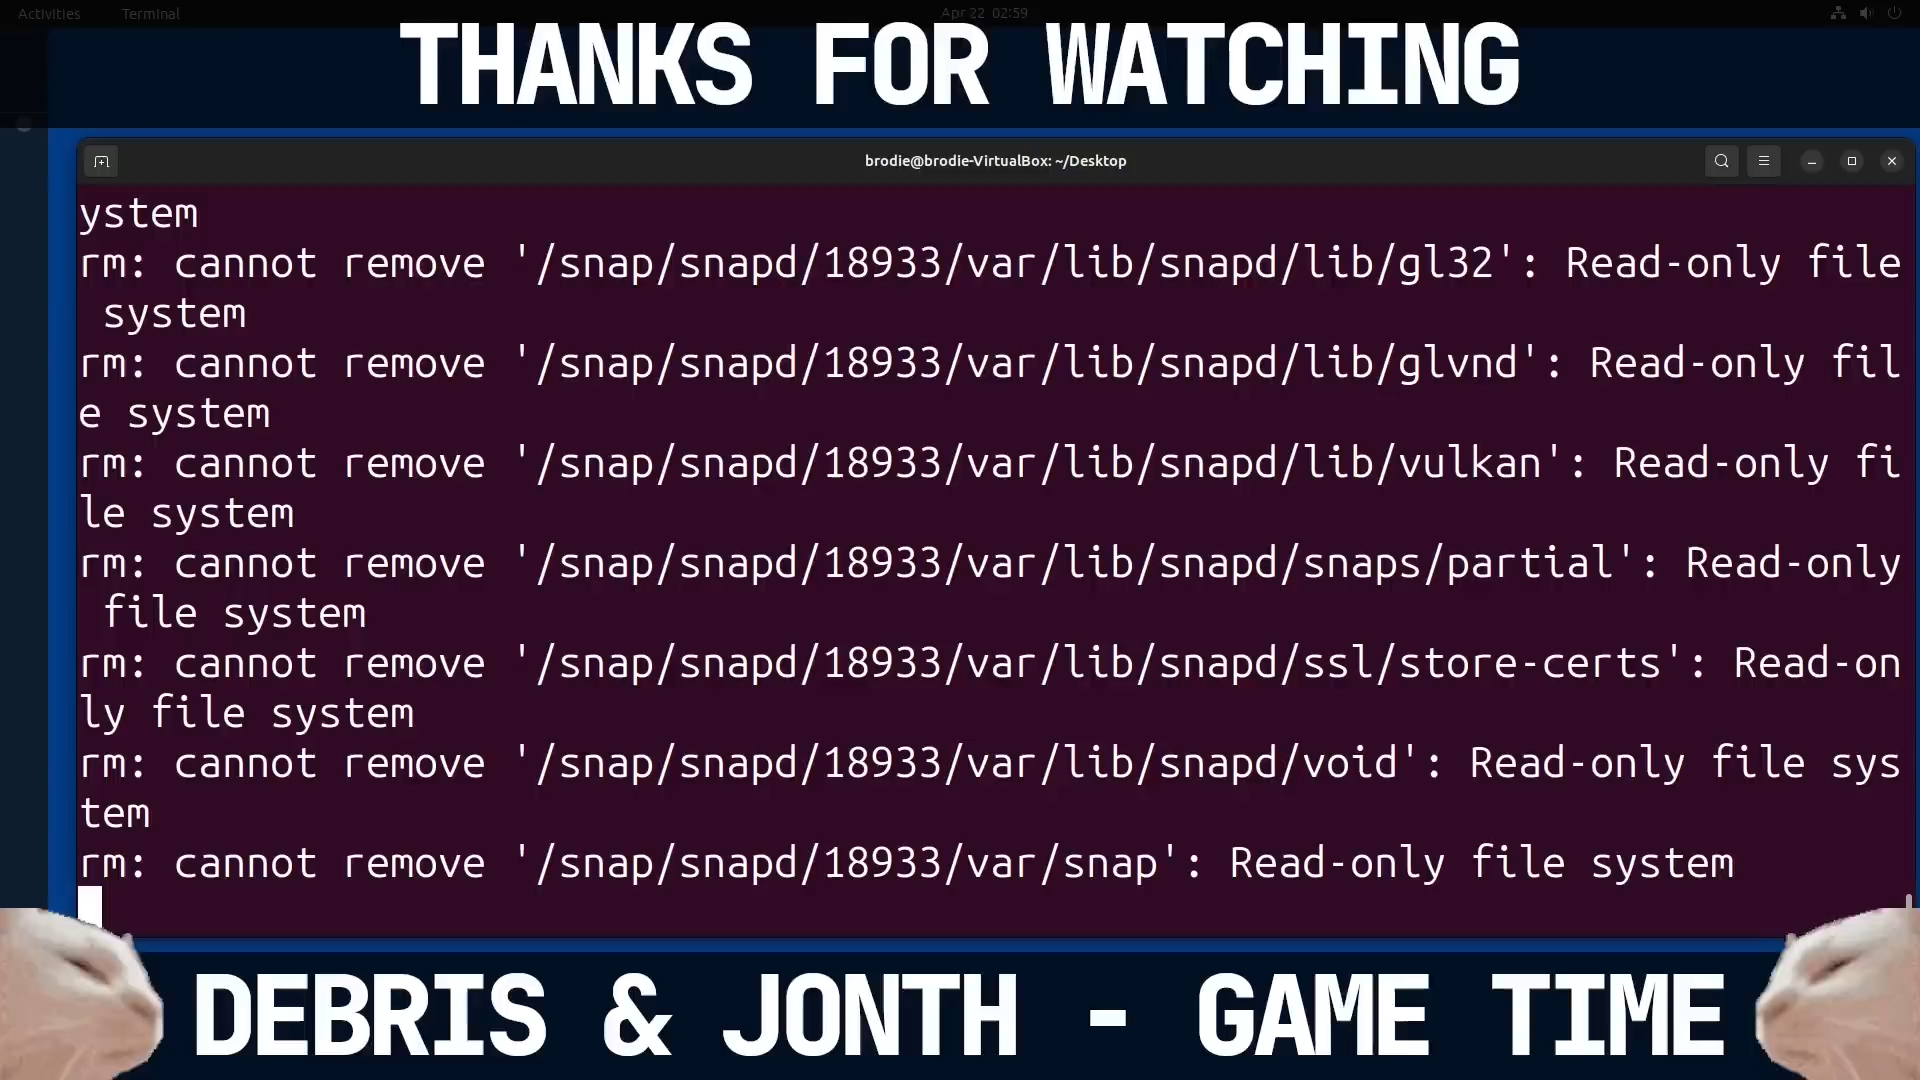 Activities Terminal Apr 22 02:59
THANKS FOR WATCHING
brodie@brodie-VirtualBox: ~/Desktop
ystem
rm: cannot remove '/snap/snapd/18933/var/lib/snapd/lib/gl32': Read-only file
 system
rm: cannot remove '/snap/snapd/18933/var/lib/snapd/lib/glvnd': Read-only fil
e system
rm: cannot remove '/snap/snapd/18933/var/lib/snapd/lib/vulkan': Read-only fi
le system
rm: cannot remove '/snap/snapd/18933/var/lib/snapd/snaps/partial': Read-only
 file system
rm: cannot remove '/snap/snapd/18933/var/lib/snapd/ssl/store-certs': Read-on
ly file system
rm: cannot remove '/snap/snapd/18933/var/lib/snapd/void': Read-only file sys
tem
rm: cannot remove '/snap/snapd/18933/var/snap': Read-only file system
DEBRIS & JONTH - GAME TIME